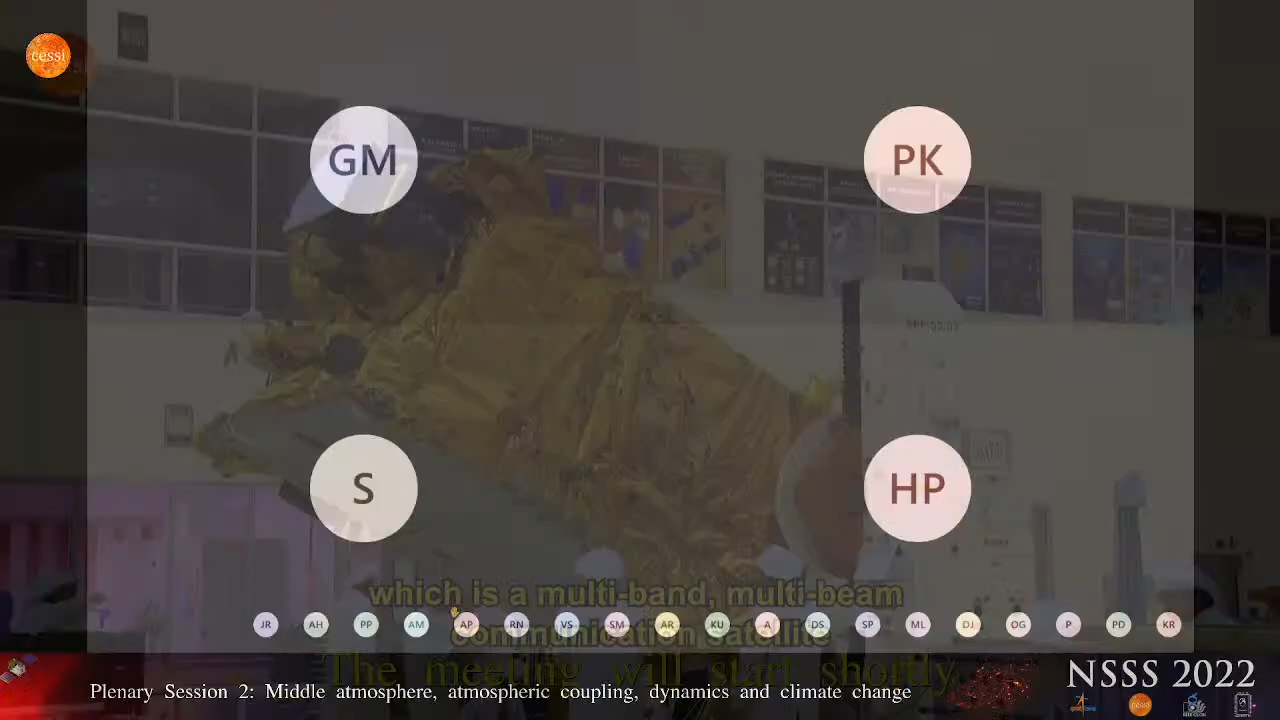 cessi
GM
PK
S
HP
which is a multi-band, multi-beam
JR AH PP AM AP RN VS SM AR KU A DS SP ML DJ OG P PD KR
communication satellite
The meeting will start shortly.
Plenary Session 2: Middle atmosphere, atmospheric coupling, dynamics and climate change
NSSS 2022
cessi